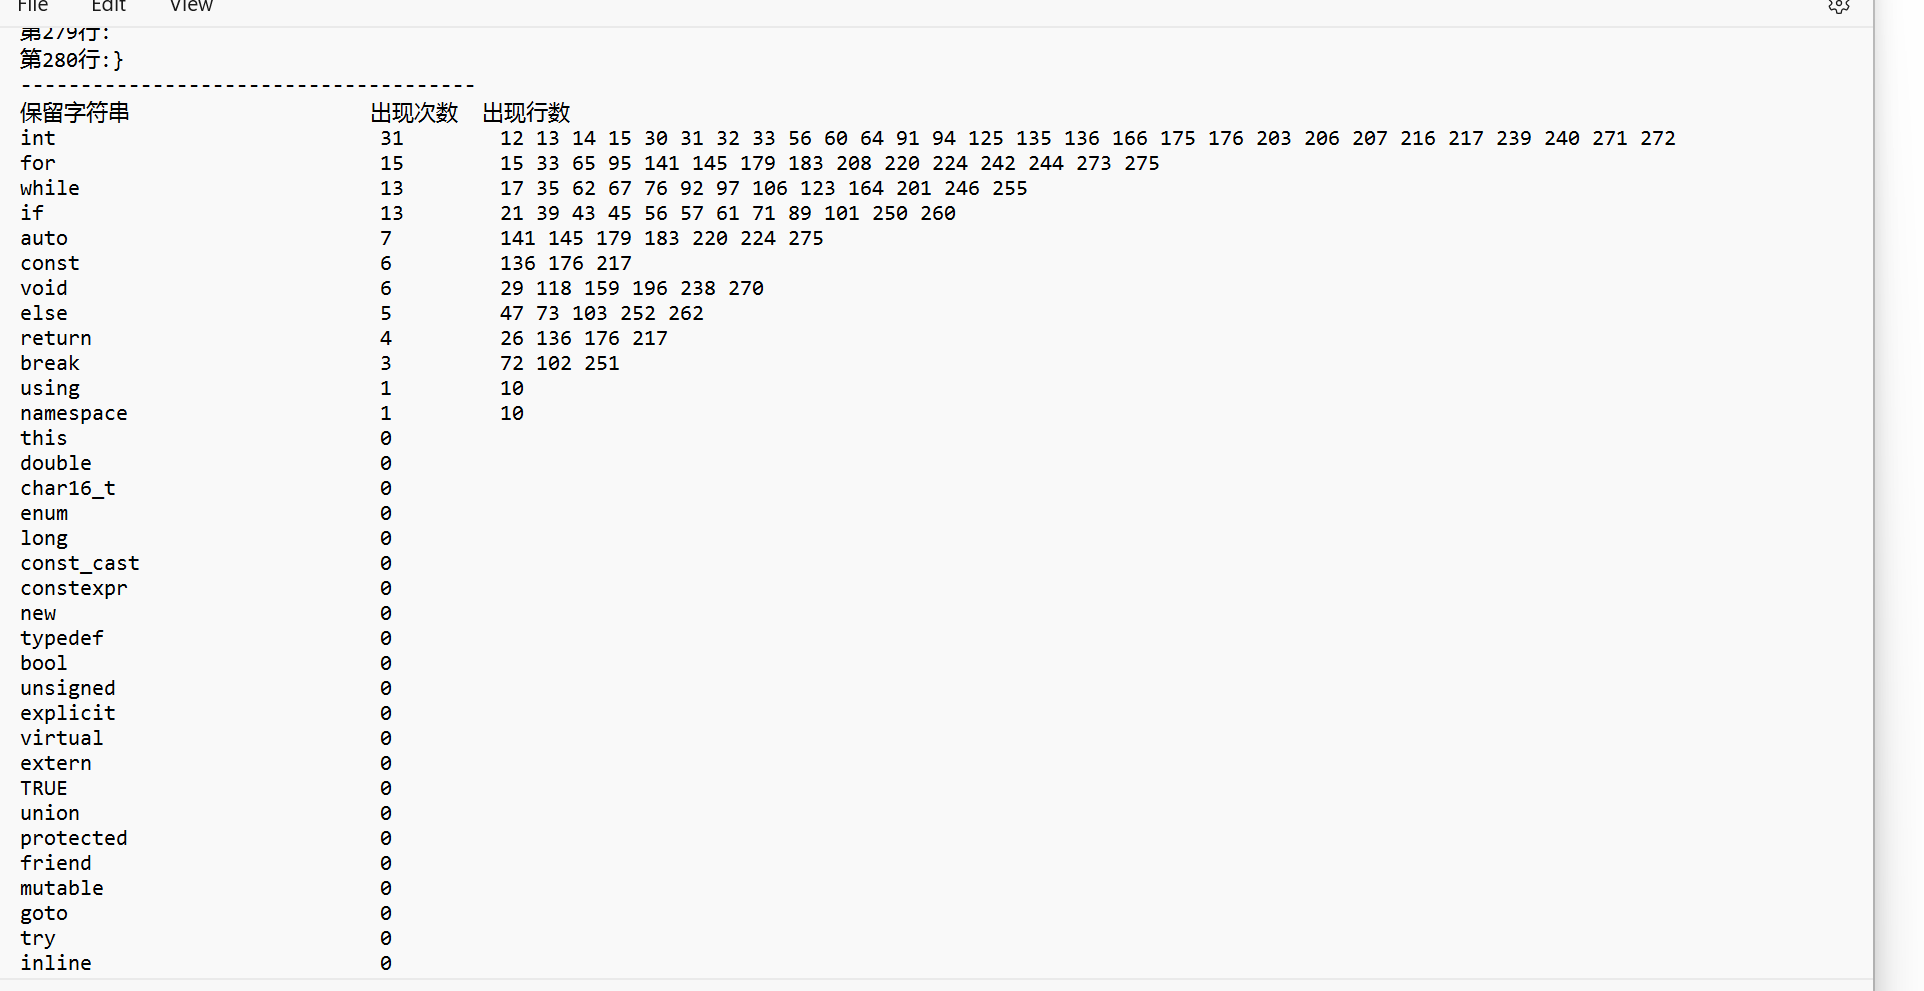 File Edit View
第279行:
第280行:}
--------------------------------------
保留字符串 出现次数 出现行数
int 31 12 13 14 15 30 31 32 33 56 60 64 91 94 125 135 136 166 175 176 203 206 207 216 217 239 240 271 272
for 15 15 33 65 95 141 145 179 183 208 220 224 242 244 273 275
while 13 17 35 62 67 76 92 97 106 123 164 201 246 255
if 13 21 39 43 45 56 57 61 71 89 101 250 260
auto 7 141 145 179 183 220 224 275
const 6 136 176 217
void 6 29 118 159 196 238 270
else 5 47 73 103 252 262
return 4 26 136 176 217
break 3 72 102 251
using 1 10
namespace 1 10
this 0
double 0
char16_t 0
enum 0
long 0
const_cast 0
constexpr 0
new 0
typedef 0
bool 0
unsigned 0
explicit 0
virtual 0
extern 0
TRUE 0
union 0
protected 0
friend 0
mutable 0
goto 0
try 0
inline 0